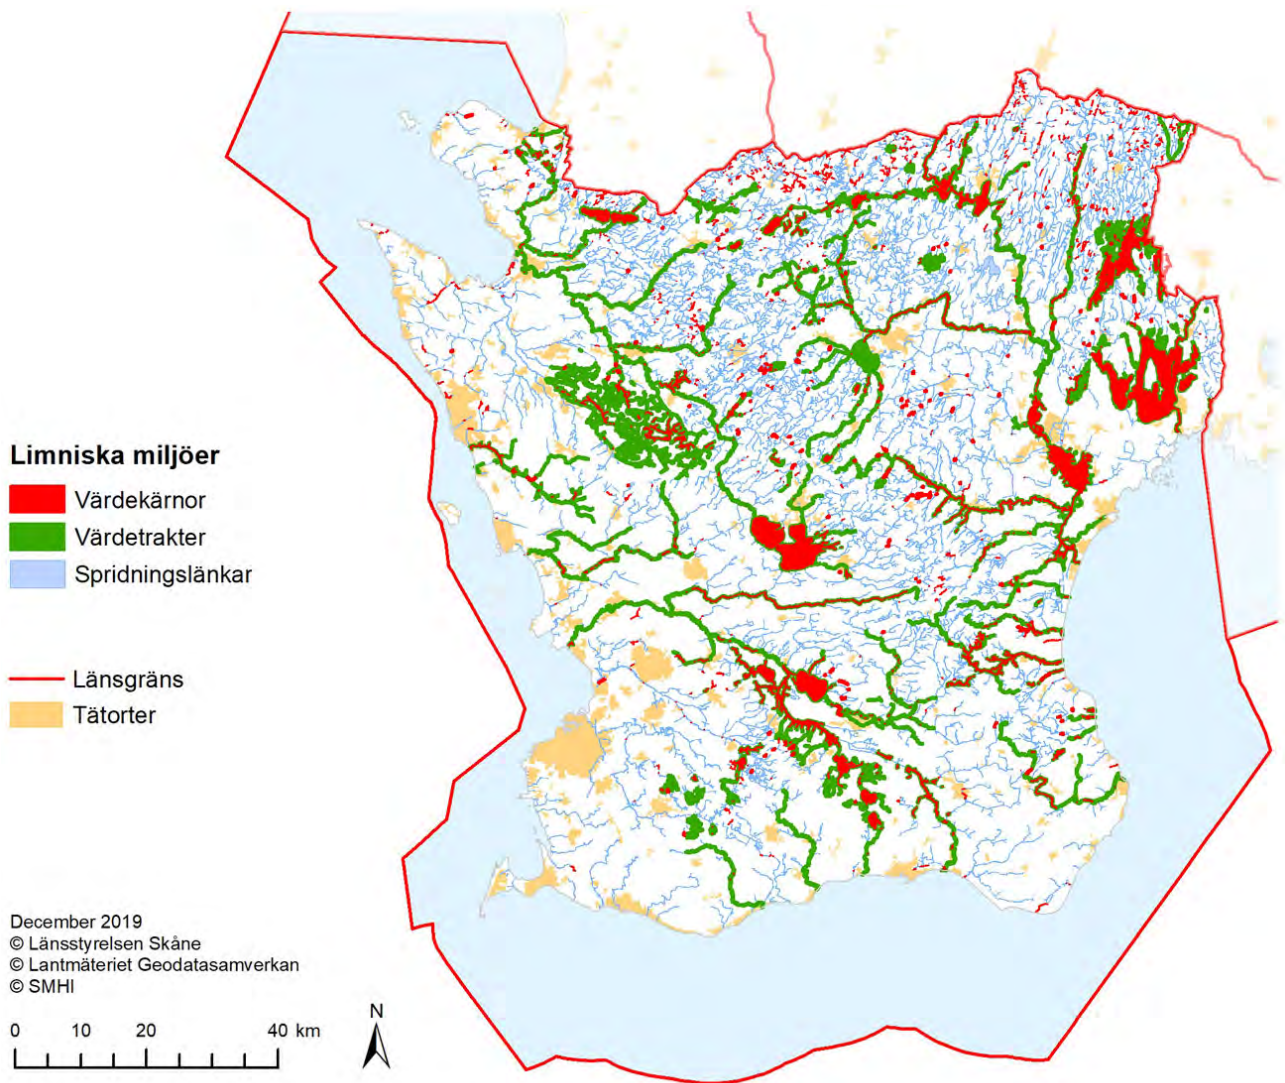 Limniska miljöer
Värdekärnor
Värdetrakter
Spridningslänkar
Länsgräns
Tätorter
December 2019
© Länsstyrelsen Skåne
© Lantmäteriet Geodatasamverkan
© SMHI
0 10 20 40 km
N